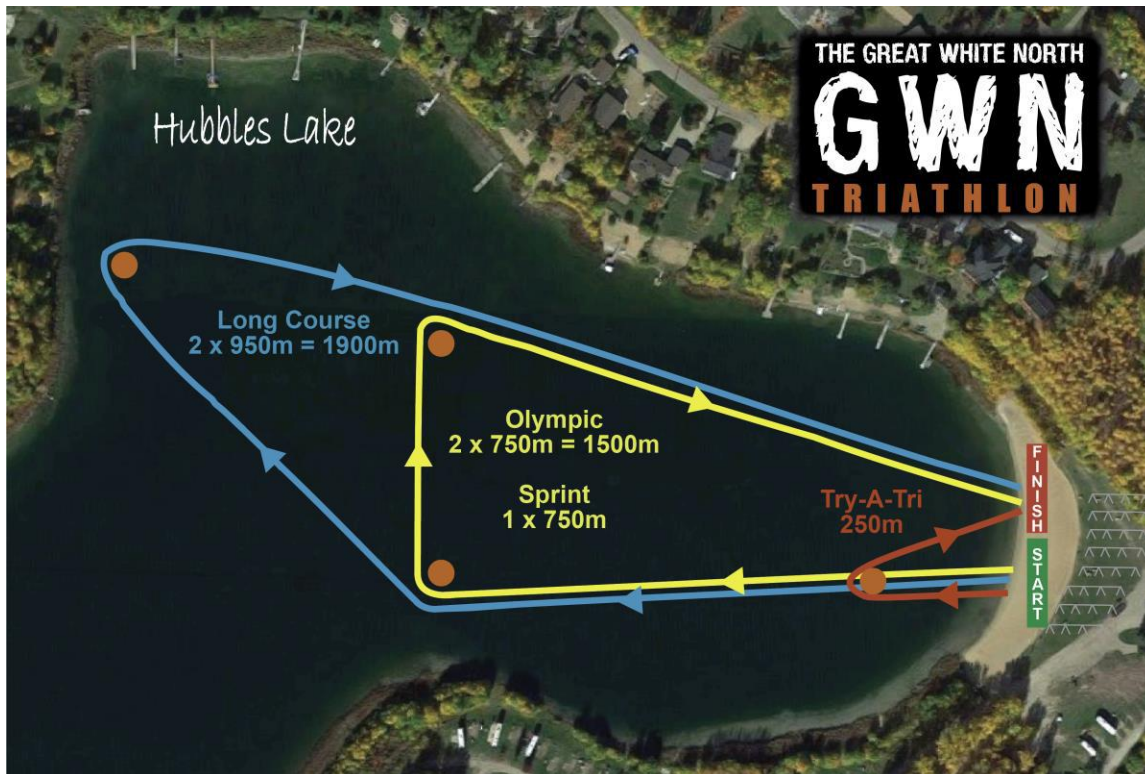 THE GREAT WHITE NORTH
GWN
TRIATHLON
Hubbles Lake
Long Course
2 x 950m = 1900m
Olympic
2 x 750m = 1500m
Sprint
1 x 750m
Try-A-Tri
250m
FINISH
START